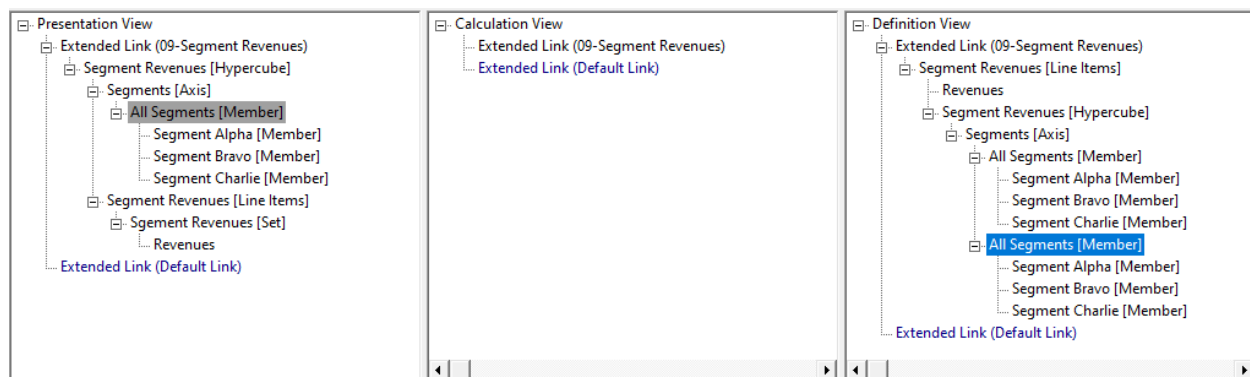 Presentation View
Extended Link (09-Segment Revenues)
Segment Revenues [Hypercube]
Segments [Axis]
All Segments [Member]
Segment Alpha [Member]
Segment Bravo [Member]
Segment Charlie [Member]
Segment Revenues [Line Items]
Sgement Revenues [Set]
Revenues
Extended Link (Default Link)
Calculation View
Extended Link (09-Segment Revenues)
Extended Link (Default Link)
Definition View
Extended Link (09-Segment Revenues)
Segment Revenues [Line Items]
Revenues
Segment Revenues [Hypercube]
Segments [Axis]
All Segments [Member]
Segment Alpha [Member]
Segment Bravo [Member]
Segment Charlie [Member]
All Segments [Member]
Segment Alpha [Member]
Segment Bravo [Member]
Segment Charlie [Member]
Extended Link (Default Link)